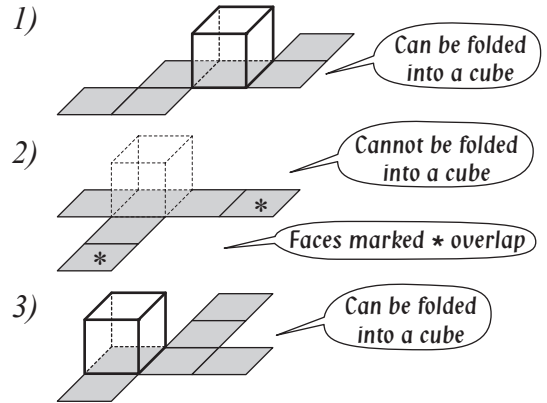 1)
Can be folded
into a cube
2)
Cannot be folded
into a cube
*
Faces marked * overlap
*
3)
Can be folded
into a cube